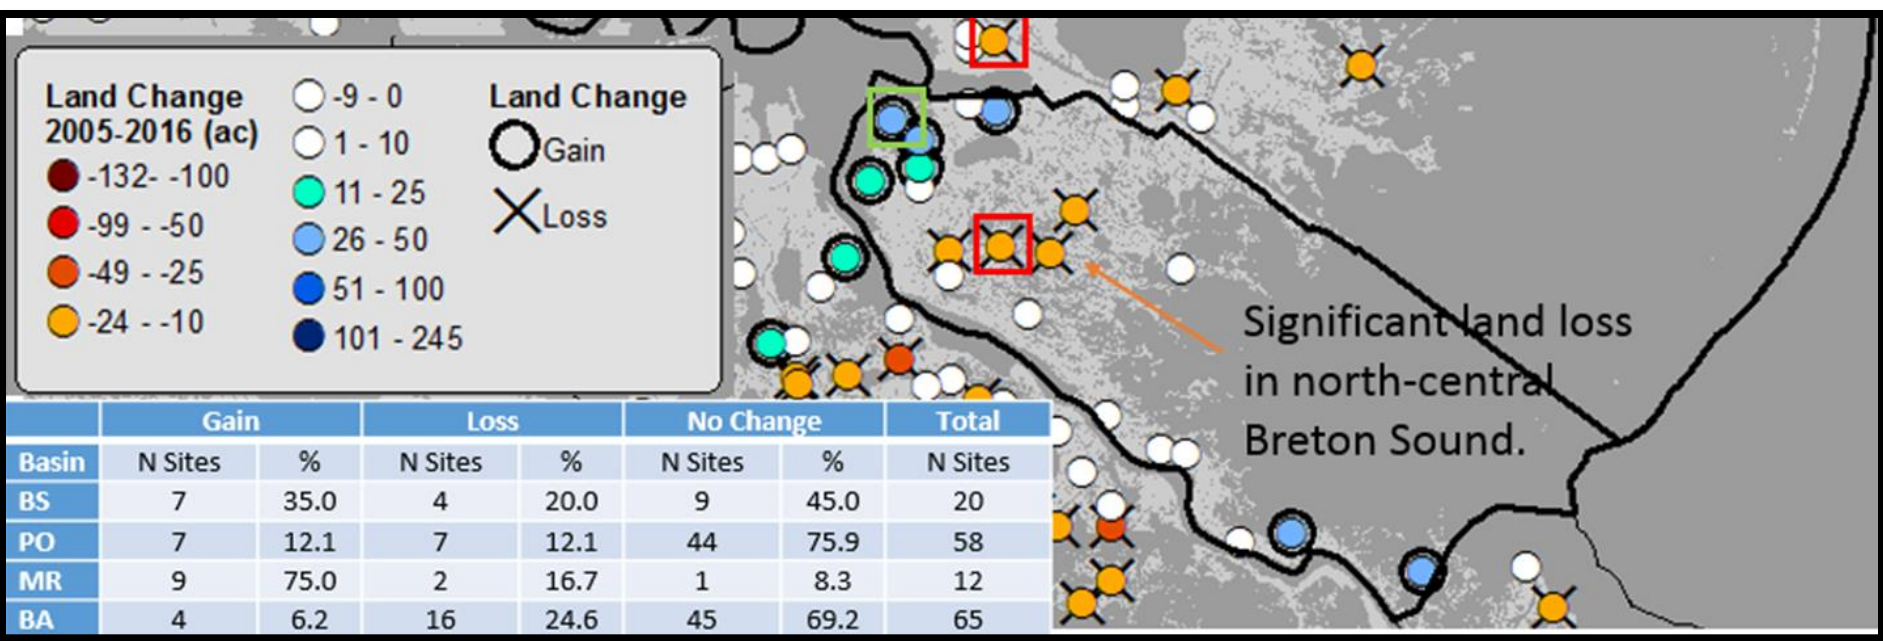 Land Change
2005-2016 (ac)
-132- -100
-99 - -50
-49 - -25
-24 - -10
-9 - 0
1 - 10
11 - 25
26 - 50
51 - 100
101 - 245
Land Change
Gain
Loss
Significant land loss
in north-central
Breton Sound.
Gain Loss No Change Total
Basin N Sites % N Sites % N Sites % N Sites
BS 7 35.0 4 20.0 9 45.0 20
PO 7 12.1 7 12.1 44 75.9 58
MR 9 75.0 2 16.7 1 8.3 12
BA 4 6.2 16 24.6 45 69.2 65